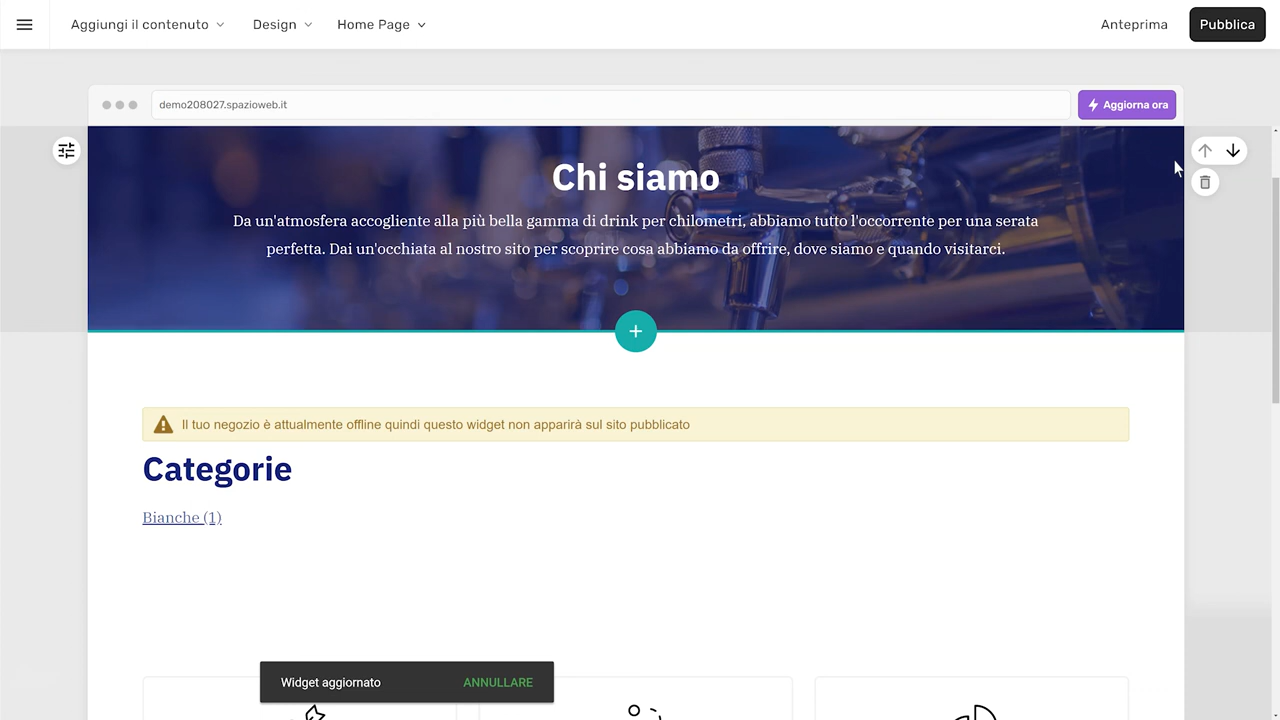 Aggiungi il contenuto
Design
Home Page
Anteprima
Pubblica
demo208027.spazioweb.it
Aggiorna ora
Chi siamo
Da un'atmosfera accogliente alla più bella gamma di drink per chilometri, abbiamo tutto l'occorrente per una serata
perfetta. Dai un'occhiata al nostro sito per scoprire cosa abbiamo da offrire, dove siamo e quando visitarci.
Il tuo negozio è attualmente offline quindi questo widget non apparirà sul sito pubblicato
Categorie
Bianche (1)
Widget aggiornato
ANNULLARE